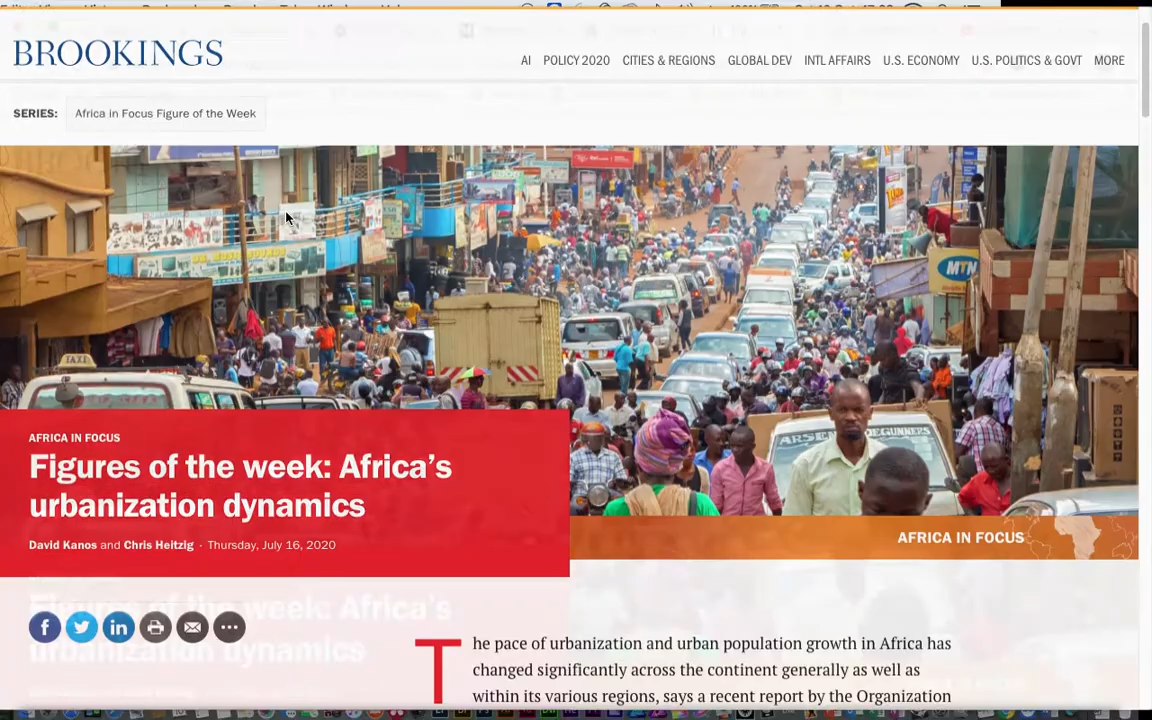 BROOKINGS
AI POLICY 2020 CITIES & REGIONS GLOBAL DEV INTL AFFAIRS U.S. ECONOMY U.S. POLITICS & GOVT MORE
SERIES: Africa in Focus Figure of the Week
MTN
TAXI
ARSENE DEGUNNERS
AFRICA IN FOCUS
Figures of the week: Africa's
urbanization dynamics
David Kanos and Chris Heitzig · Thursday, July 16, 2020
AFRICA IN FOCUS
The pace of urbanization and urban population growth in Africa has
changed significantly across the continent generally as well as
within its various regions, says a recent report by the Organization